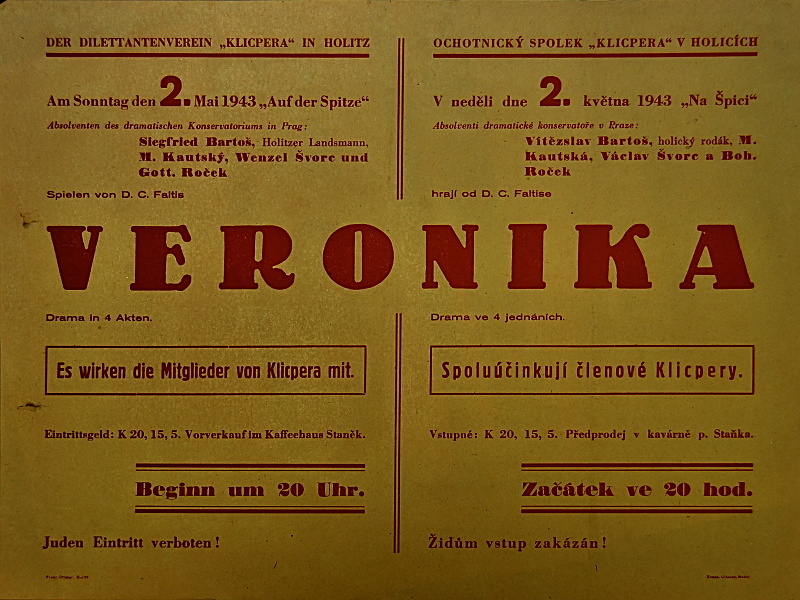 DER DILETTANTENVEREIN „KLICPERA“ IN HOLITZ
Am Sonntag den 2. Mai 1943 „Auf der Spitze“
Absolventen des dramatischen Konservatoriums in Prag:
Siegfried Bartoš, Holitzer Landsmann,
M. Kautský, Wenzel Švorc und
Gott. Roček
Spielen von D. C. Faltis
OCHOTNICKÝ SPOLEK „KLICPERA“ V HOLICÍCH
V neděli dne 2. května 1943 „Na Špici“
Absolventi dramatické konservatoře v Rraze:
Vítězslav Bartoš, holický rodák, M.
Kautská, Václav Švorc a Boh.
Roček
hrají od D. C. Faltise
VERONIKA
Drama in 4 Akten.
Es wirken die Mitglieder von Klicpera mit.
Eintrittsgeld: K 20, 15, 5. Vorverkauf im Kaffeehaus Staněk.
Beginn um 20 Uhr.
Juden Eintritt verboten!
Drama ve 4 jednáních.
Spoluúčinkují členové Klicpery.
Vstupné: K 20, 15, 5. Předprodej v kavárně p. Staňka.
Začátek ve 20 hod.
Židům vstup zakázán!